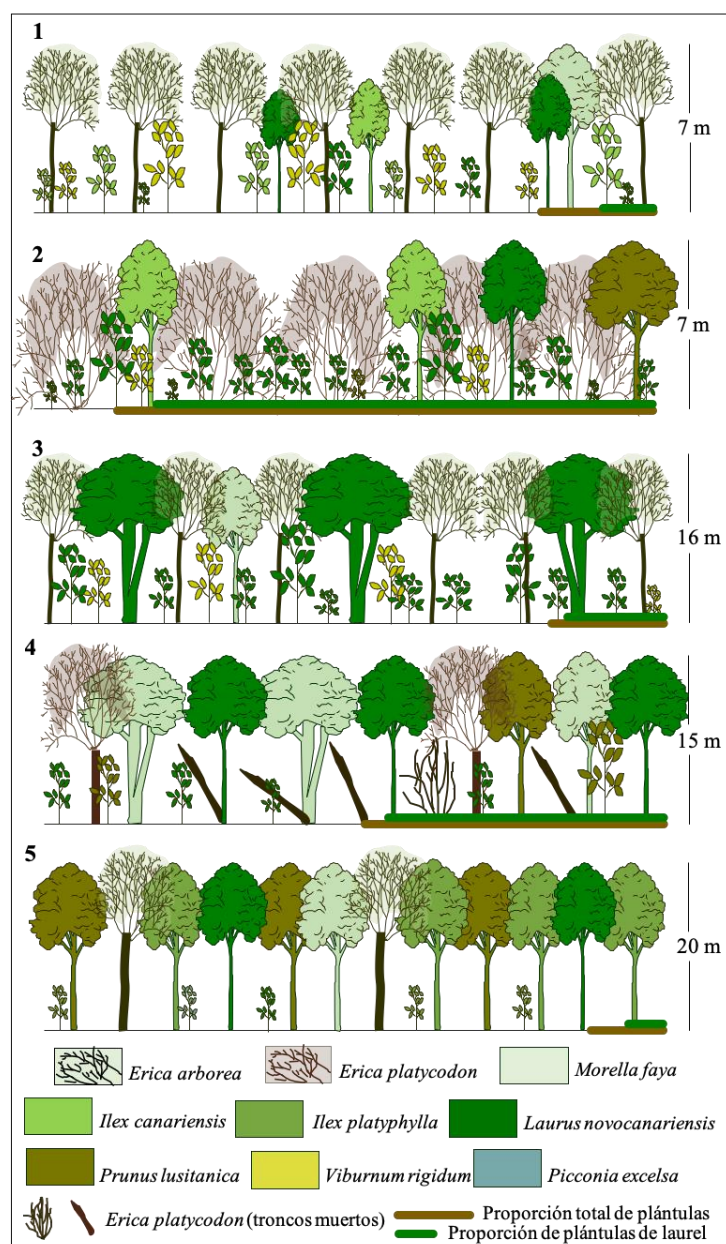 1
7 m
2
7 m
3
16 m
4
15 m
5
20 m
Erica arborea Erica platycodon Morella faya
Ilex canariensis Ilex platyphylla Laurus novocanariensis
Prunus lusitanica Viburnum rigidum Picconia excelsa
Erica platycodon (troncos muertos) Proporción total de plántulas
Proporción de plántulas de laurel